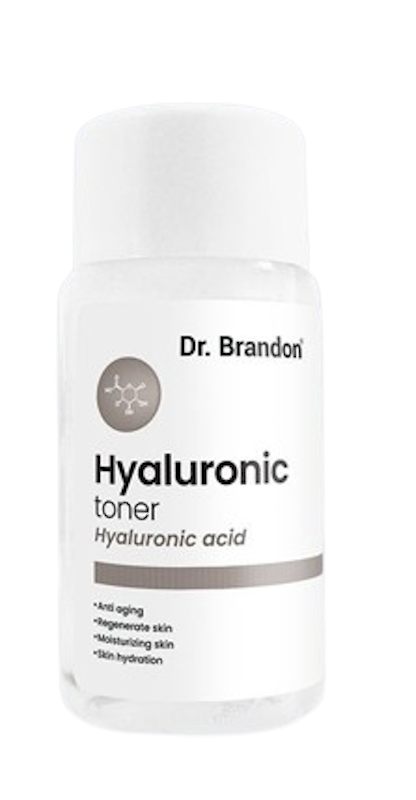 Dr. Brandon®
Hyaluronic
toner
Hyaluronic acid
•Anti aging
•Regenerate skin
•Moisturizing skin
•Skin hydration